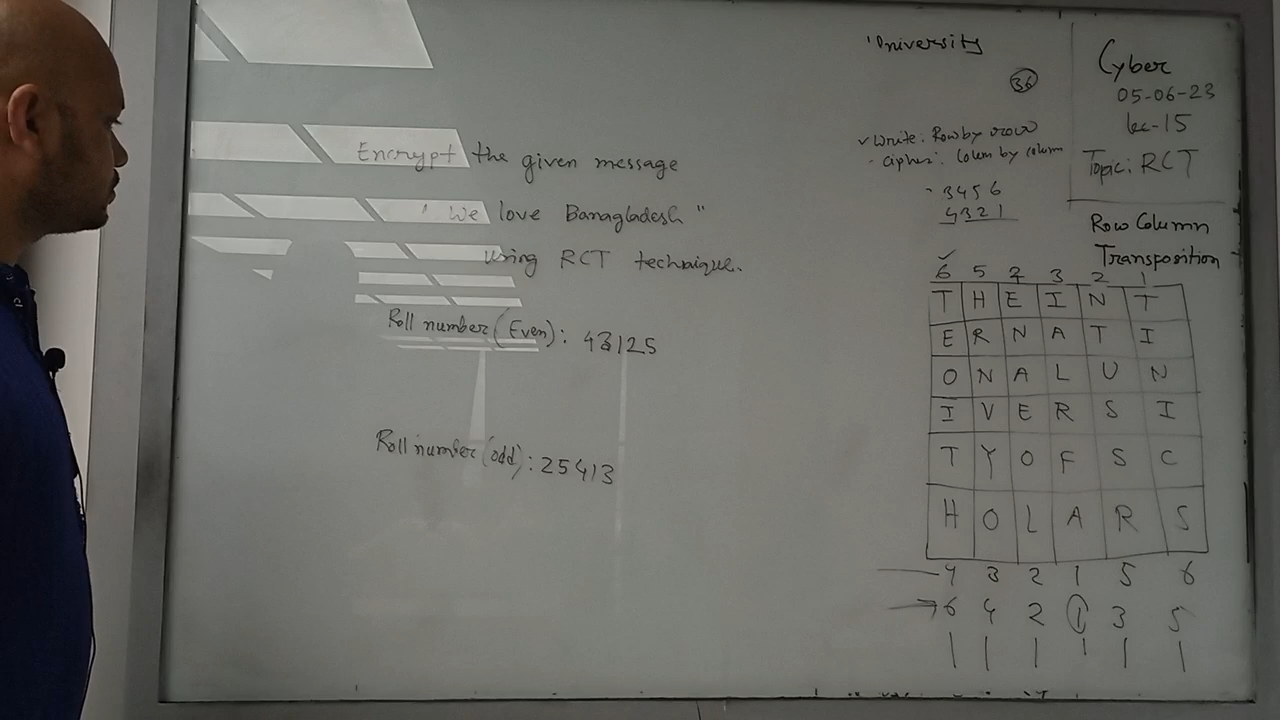 Encrypt the given message
" We love Banagladesh "
using RCT technique.
Roll number (Even): 43125
Roll number (odd): 25413
University
36
Write: Row by row
cipher: Colum by column
3456
4321
Cyber
05-06-23
Lec-15
Topic: RCT
Row Column
Transposition
6 5 4 3 2 1
T H E I N T
E R N A T I
O N A L U N
I V E R S I
T Y O F S C
H O L A R S
4 3 2 1 5 6
6 4 2 1 3 5